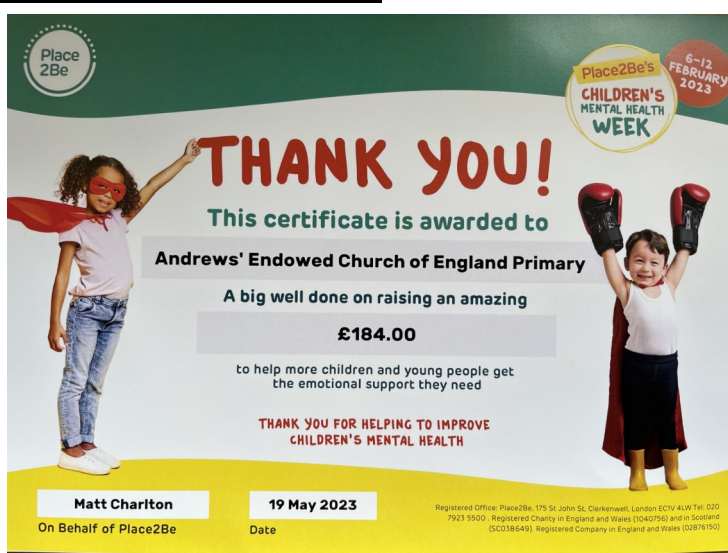 Place
2Be
Place2Be's
CHILDREN'S
MENTAL HEALTH
WEEK
6-12
FEBRUARY
2023
THANK YOU!
This certificate is awarded to
Andrews' Endowed Church of England Primary
A big well done on raising an amazing
£184.00
to help more children and young people get
the emotional support they need
THANK YOU FOR HELPING TO IMPROVE
CHILDREN'S MENTAL HEALTH
Matt Charlton
On Behalf of Place2Be
19 May 2023
Date
Registered Office: Place2Be, 175 St John St, Clerkenwell, London EC1V 4LW Tel: 020
7923 5500 . Registered Charity in England and Wales (1040756) and in Scotland
(SC038649). Registered Company in England and Wales (02876150)